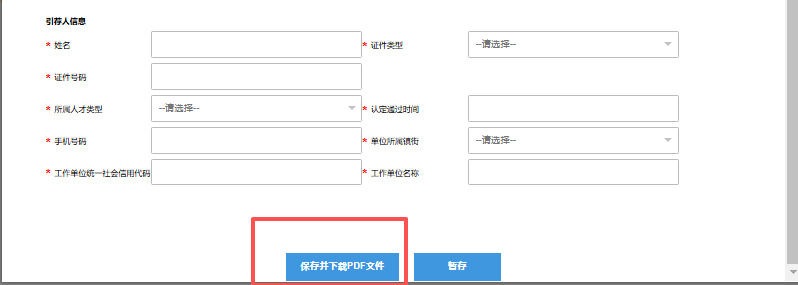 引荐人信息
* 姓名 * 证件类型 --请选择--
* 证件号码
* 所属人才类型 --请选择-- * 认定通过时间
* 手机号码 * 单位所属镇街 --请选择--
* 工作单位统一社会信用代码 * 工作单位名称
保存并下载PDF文件 暂存